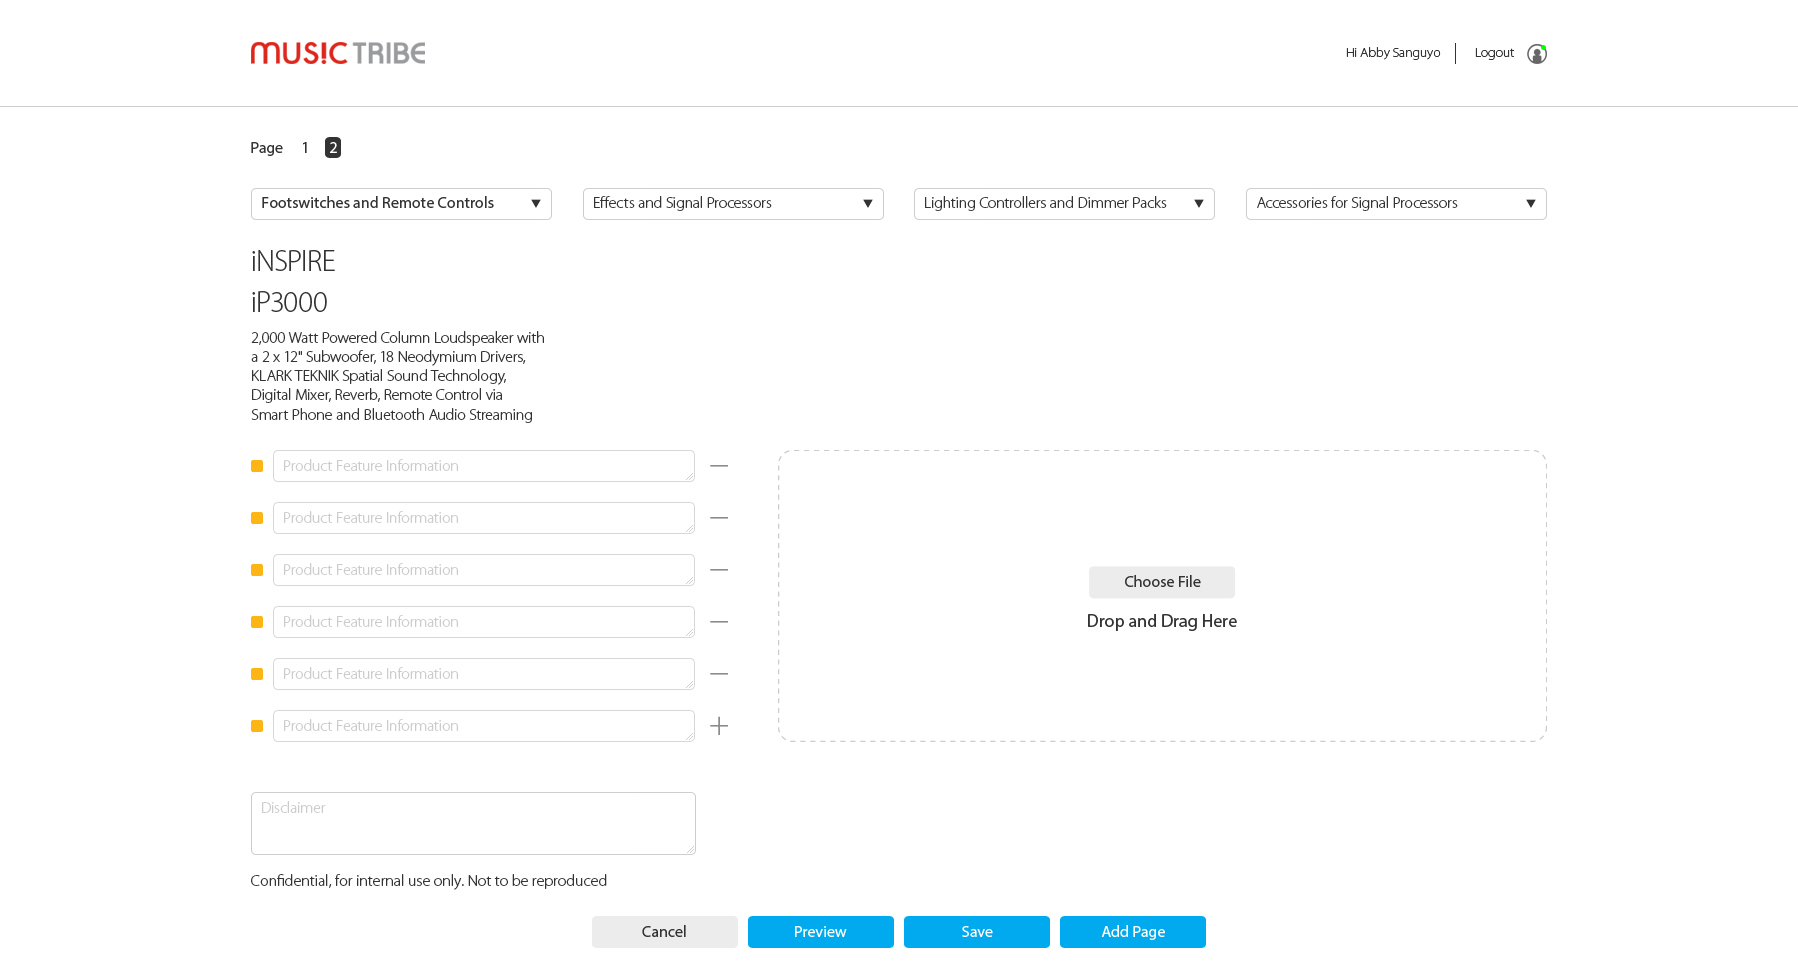 MUSIC TRIBE
Hi Abby Sanguyo
Logout
Page 1 2
Footswitches and Remote Controls
Effects and Signal Processors
Lighting Controllers and Dimmer Packs
Accessories for Signal Processors
iNSPIRE
iP3000
2,000 Watt Powered Column Loudspeaker with
a 2 x 12" Subwoofer, 18 Neodymium Drivers,
KLARK TEKNIK Spatial Sound Technology,
Digital Mixer, Reverb, Remote Control via
Smart Phone and Bluetooth Audio Streaming
Product Feature Information
Product Feature Information
Product Feature Information
Product Feature Information
Product Feature Information
Product Feature Information
Choose File
Drop and Drag Here
Disclaimer
Confidential, for internal use only. Not to be reproduced
Cancel
Preview
Save
Add Page